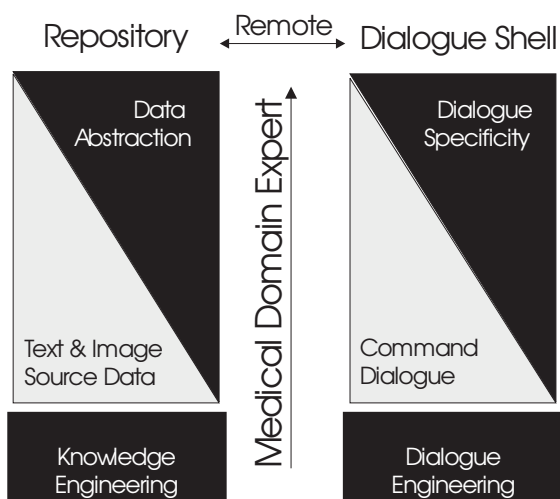 Repository
Remote
Dialogue Shell
Data
Abstraction
Text & Image
Source Data
Knowledge
Engineering
Medical Domain Expert
Dialogue
Specificity
Command
Dialogue
Dialogue
Engineering